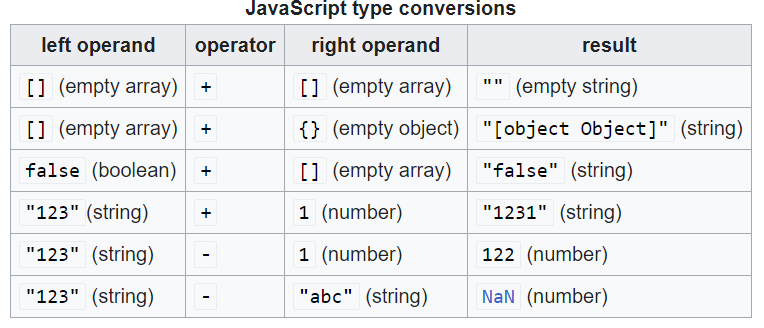 JavaScript type conversions
left operand operator right operand result
[] (empty array) + [] (empty array) "" (empty string)
[] (empty array) + {} (empty object) "[object Object]" (string)
false (boolean) + [] (empty array) "false" (string)
"123" (string) + 1 (number) "1231" (string)
"123" (string) - 1 (number) 122 (number)
"123" (string) - "abc" (string) NaN (number)